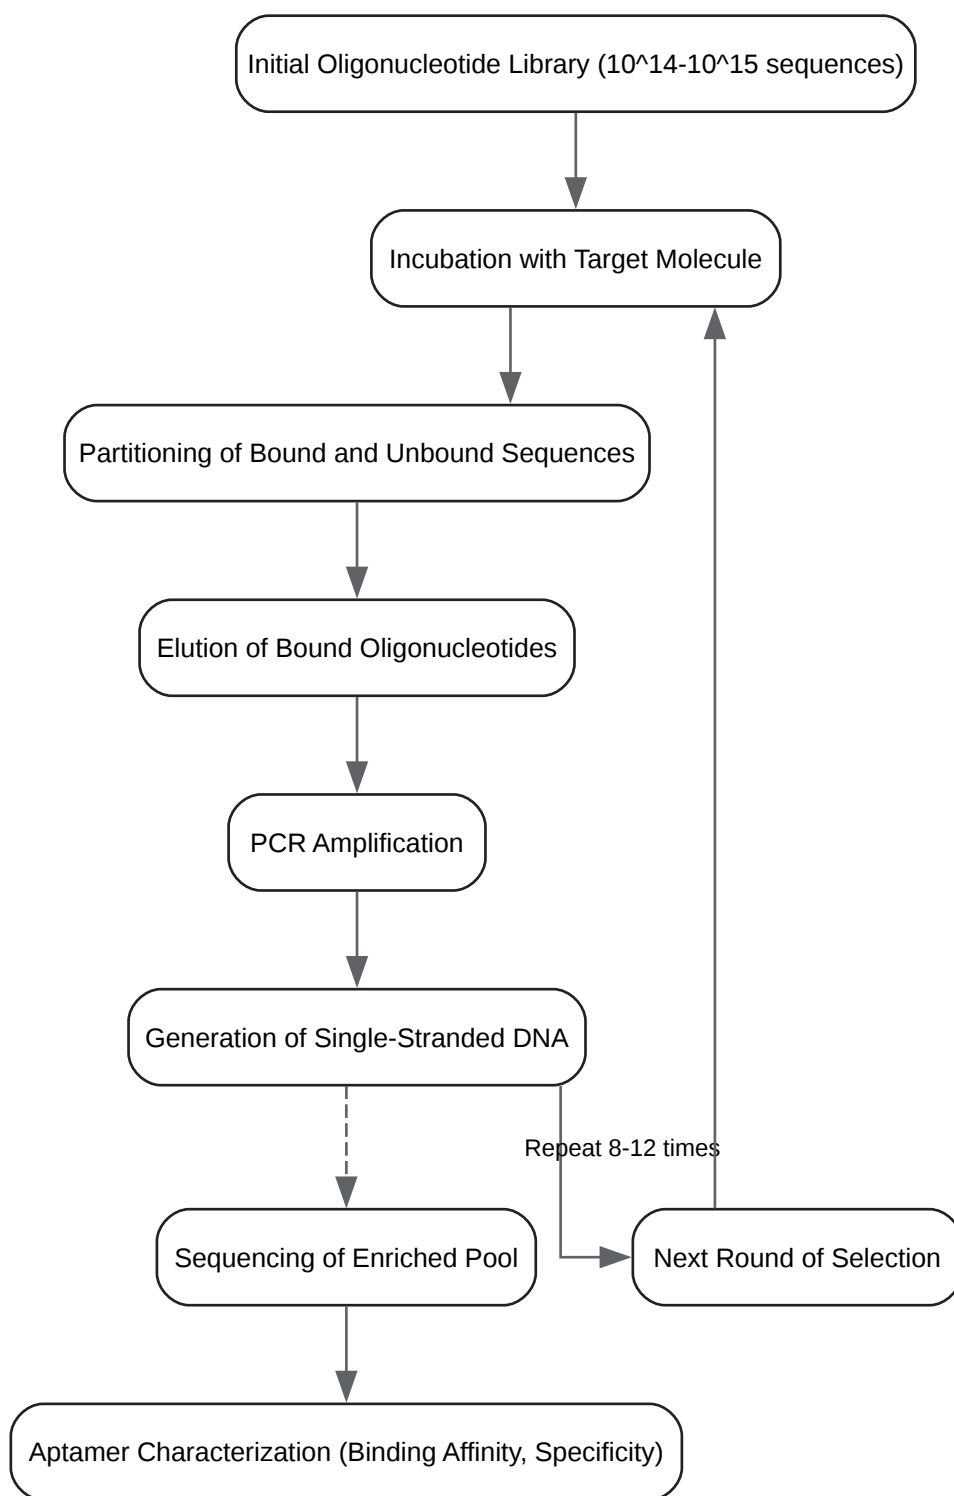 Initial Oligonucleotide Library (10^14-10^15 sequences)
Incubation with Target Molecule
Partitioning of Bound and Unbound Sequences
Elution of Bound Oligonucleotides
PCR Amplification
Generation of Single-Stranded DNA
Repeat 8-12 times
Sequencing of Enriched Pool
Next Round of Selection
Aptamer Characterization (Binding Affinity, Specificity)